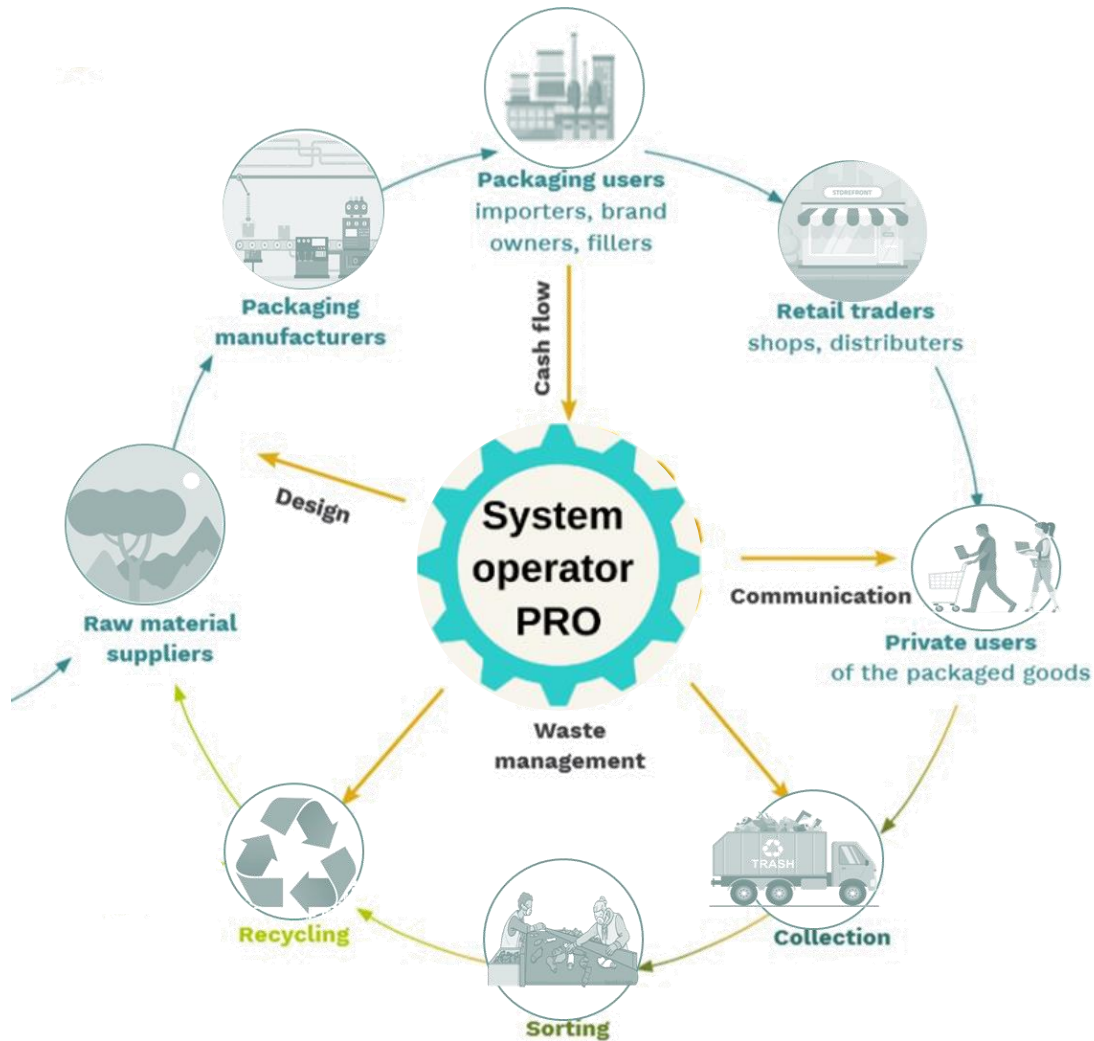 Packaging users
importers, brand
owners, fillers
STOREFRONT
Packaging
manufacturers
Retail traders
shops, distributers
Cash flow
Design
System
operator
PRO
Communication
Raw material
suppliers
Private users
of the packaged goods
Waste
management
TRASH
Recycling
Collection
Sorting